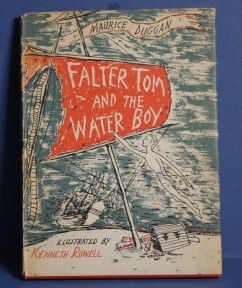 MAURICE DUGGAN
FALTER TOM
AND THE
WATER BOY
ILLUSTRATED BY
KENNETH ROWELL